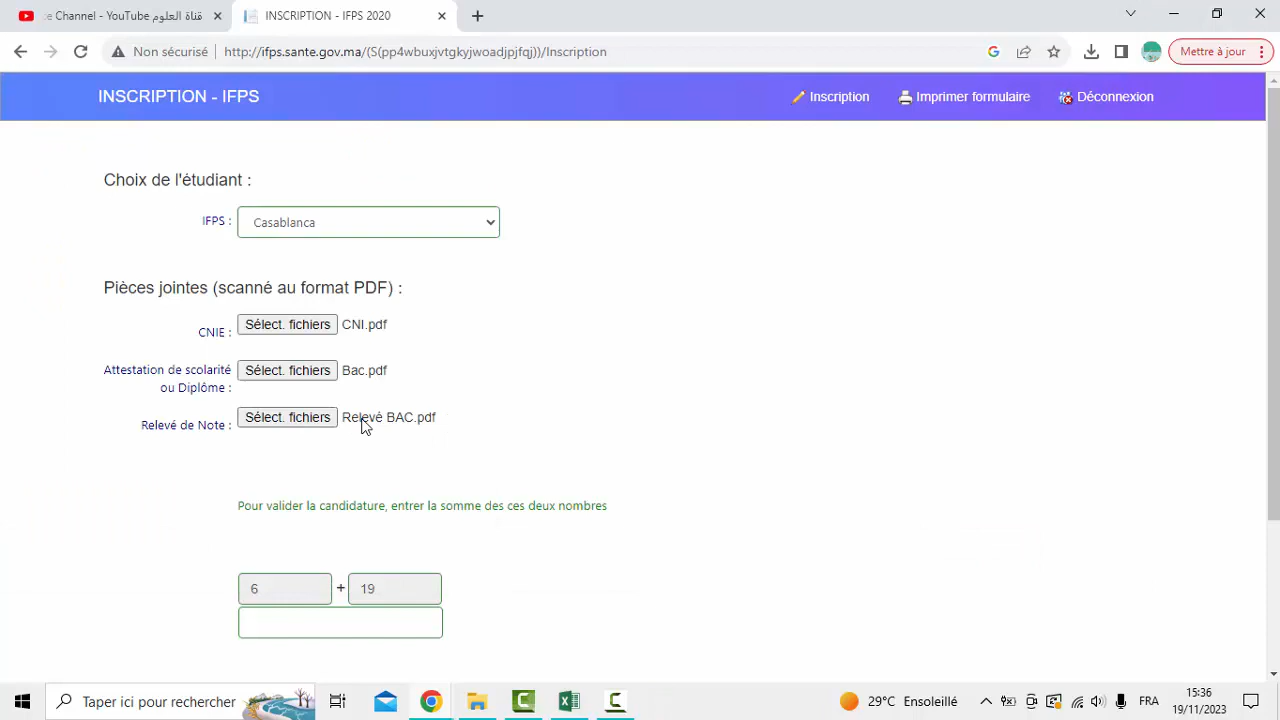 قناة العلوم e Channel - YouTube
INSCRIPTION - IFPS 2020
Non sécurisé
http://ifps.sante.gov.ma/(S(pp4wbuxjvtgkyjwoadjpjfqj))/Inscription
Mettre à jour
INSCRIPTION - IFPS
Inscription
Imprimer formulaire
Déconnexion
Choix de l'étudiant :
IFPS :
Casablanca
Pièces jointes (scanné au format PDF) :
CNIE :
Sélect. fichiers CNI.pdf
Attestation de scolarité
ou Diplôme :
Sélect. fichiers Bac.pdf
Relevé de Note :
Sélect. fichiers Relevé BAC.pdf
Pour valider la candidature, entrer la somme des ces deux nombres
6 + 19
Taper ici pour rechercher
29°C Ensoleille
FRA
15:36
19/11/2023